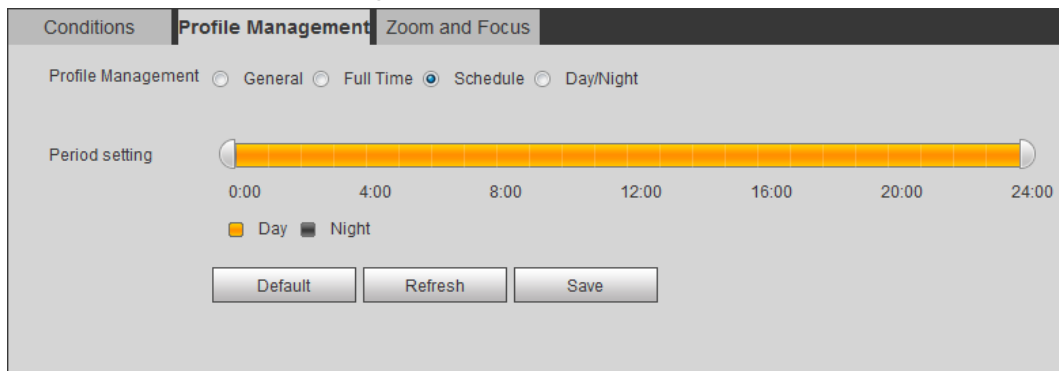 Conditions Profile Management Zoom and Focus
Profile Management General Full Time Schedule Day/Night
Period setting
0:00 4:00 8:00 12:00 16:00 20:00 24:00
Day Night
Default Refresh Save